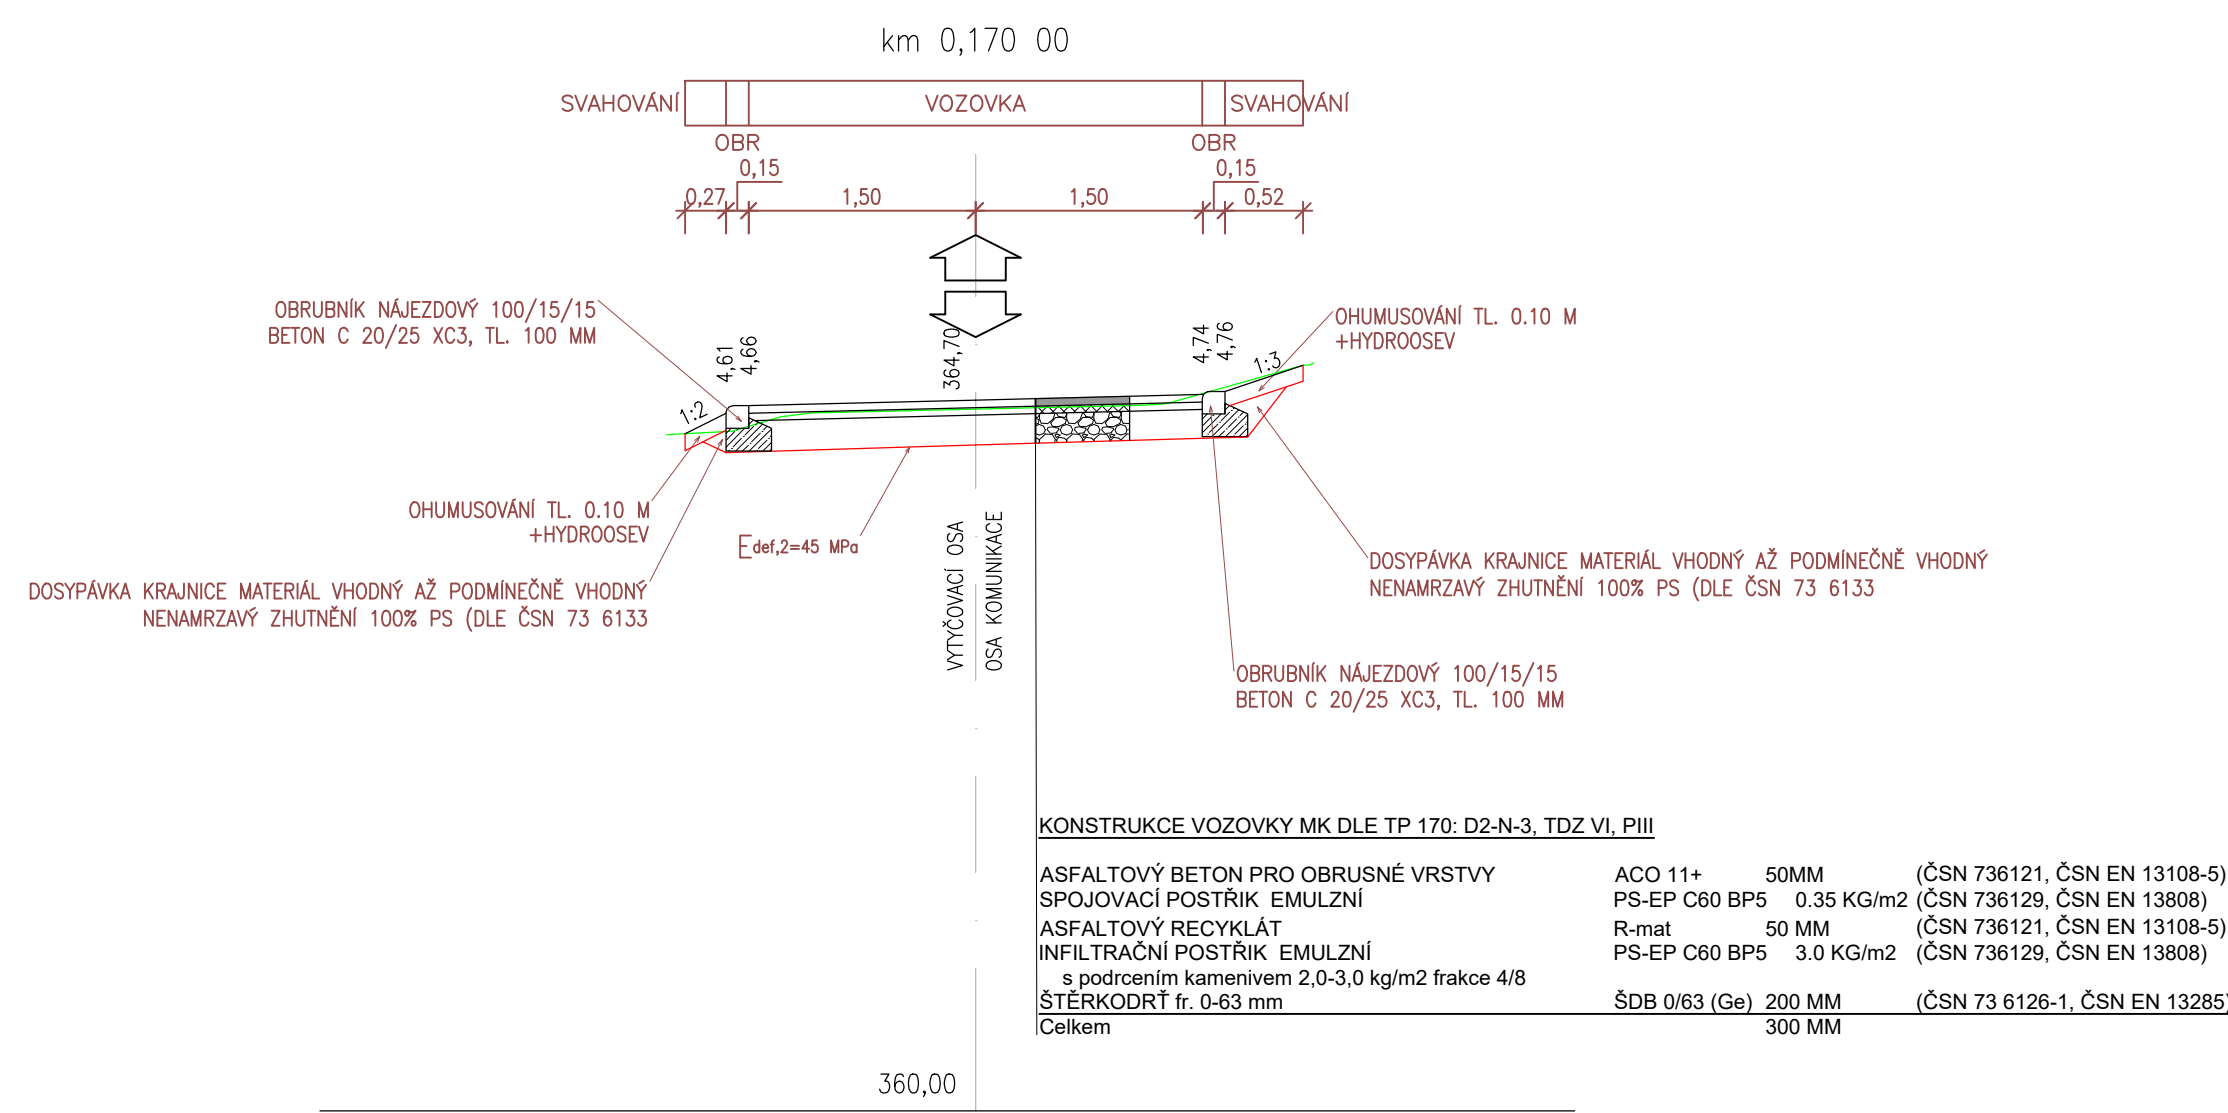 km 0,170 00
SVAHOVÁNÍ
VOZOVKA
SVAHOVÁNÍ
OBR
OBR
0,15
0,15
0,27
1,50
1,50
0,52
OBRUBNÍK NÁJEZDOVÝ 100/15/15
BETON C 20/25 XC3, TL. 100 MM
OHUMUSOVÁNÍ TL. 0.10 M
+HYDROOSEV
4,61
4,66
364,70
4,74
4,76
1:2
1:3
OHUMUSOVÁNÍ TL. 0.10 M
+HYDROOSEV
Edef,2=45 MPa
VYTYČOVACÍ OSA
OSA KOMUNIKACE
DOSYPÁVKA KRAJNICE MATERIÁL VHODNÝ AŽ PODMÍNEČNĚ VHODNÝ
NENAMRZAVÝ ZHUTNĚNÍ 100% PS (DLE ČSN 73 6133
DOSYPÁVKA KRAJNICE MATERIÁL VHODNÝ AŽ PODMÍNEČNĚ VHODNÝ
NENAMRZAVÝ ZHUTNĚNÍ 100% PS (DLE ČSN 73 6133
OBRUBNÍK NÁJEZDOVÝ 100/15/15
BETON C 20/25 XC3, TL. 100 MM
KONSTRUKCE VOZOVKY MK DLE TP 170: D2-N-3, TDZ VI, PIII
ASFALTOVÝ BETON PRO OBRUSNÉ VRSTVY ACO 11+ 50MM (ČSN 736121, ČSN EN 13108-5)
SPOJOVACÍ POSTŘIK EMULZNÍ PS-EP C60 BP5 0.35 KG/m2 (ČSN 736129, ČSN EN 13808)
ASFALTOVÝ RECYKLÁT R-mat 50 MM (ČSN 736121, ČSN EN 13108-5)
INFILTRAČNÍ POSTŘIK EMULZNÍ PS-EP C60 BP5 3.0 KG/m2 (ČSN 736129, ČSN EN 13808)
s podrcením kamenivem 2,0-3,0 kg/m2 frakce 4/8
ŠTĚRKODRŤ fr. 0-63 mm ŠDB 0/63 (Ge) 200 MM (ČSN 73 6126-1, ČSN EN 13285)
Celkem 300 MM
360,00